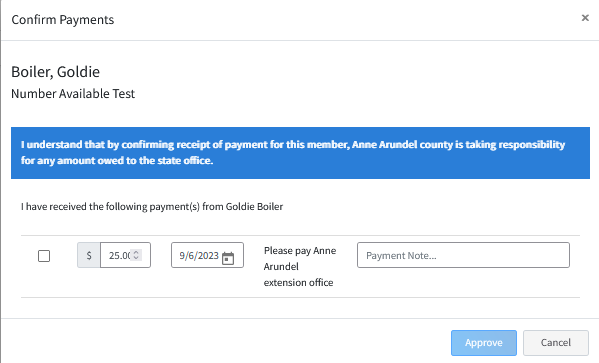 Confirm Payments ×
Boiler, Goldie
Number Available Test
I understand that by confirming receipt of payment for this member, Anne Arundel county is taking responsibility
for any amount owed to the state office.
I have received the following payment(s) from Goldie Boiler
$ 25.00 9/6/2023 Please pay Anne Payment Note...
Arundel
extension office
Approve Cancel